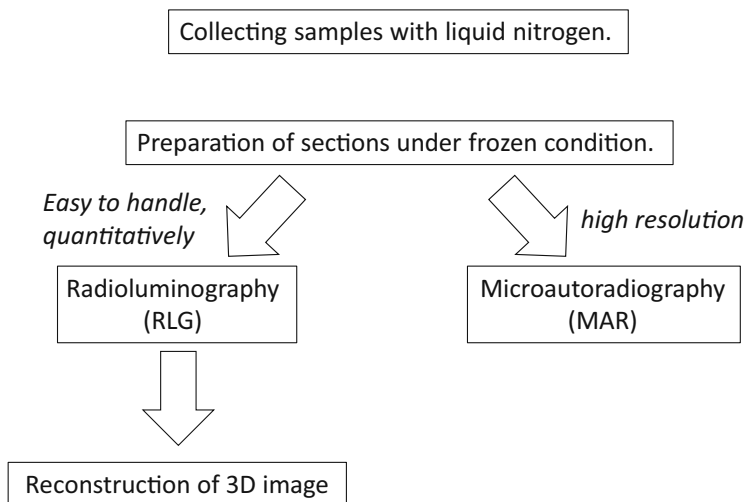 Collecting samples with liquid nitrogen.
Preparation of sections under frozen condition.
Easy to handle,
quantitatively
high resolution
Radioluminography
(RLG)
Microautoradiography
(MAR)
Reconstruction of 3D image